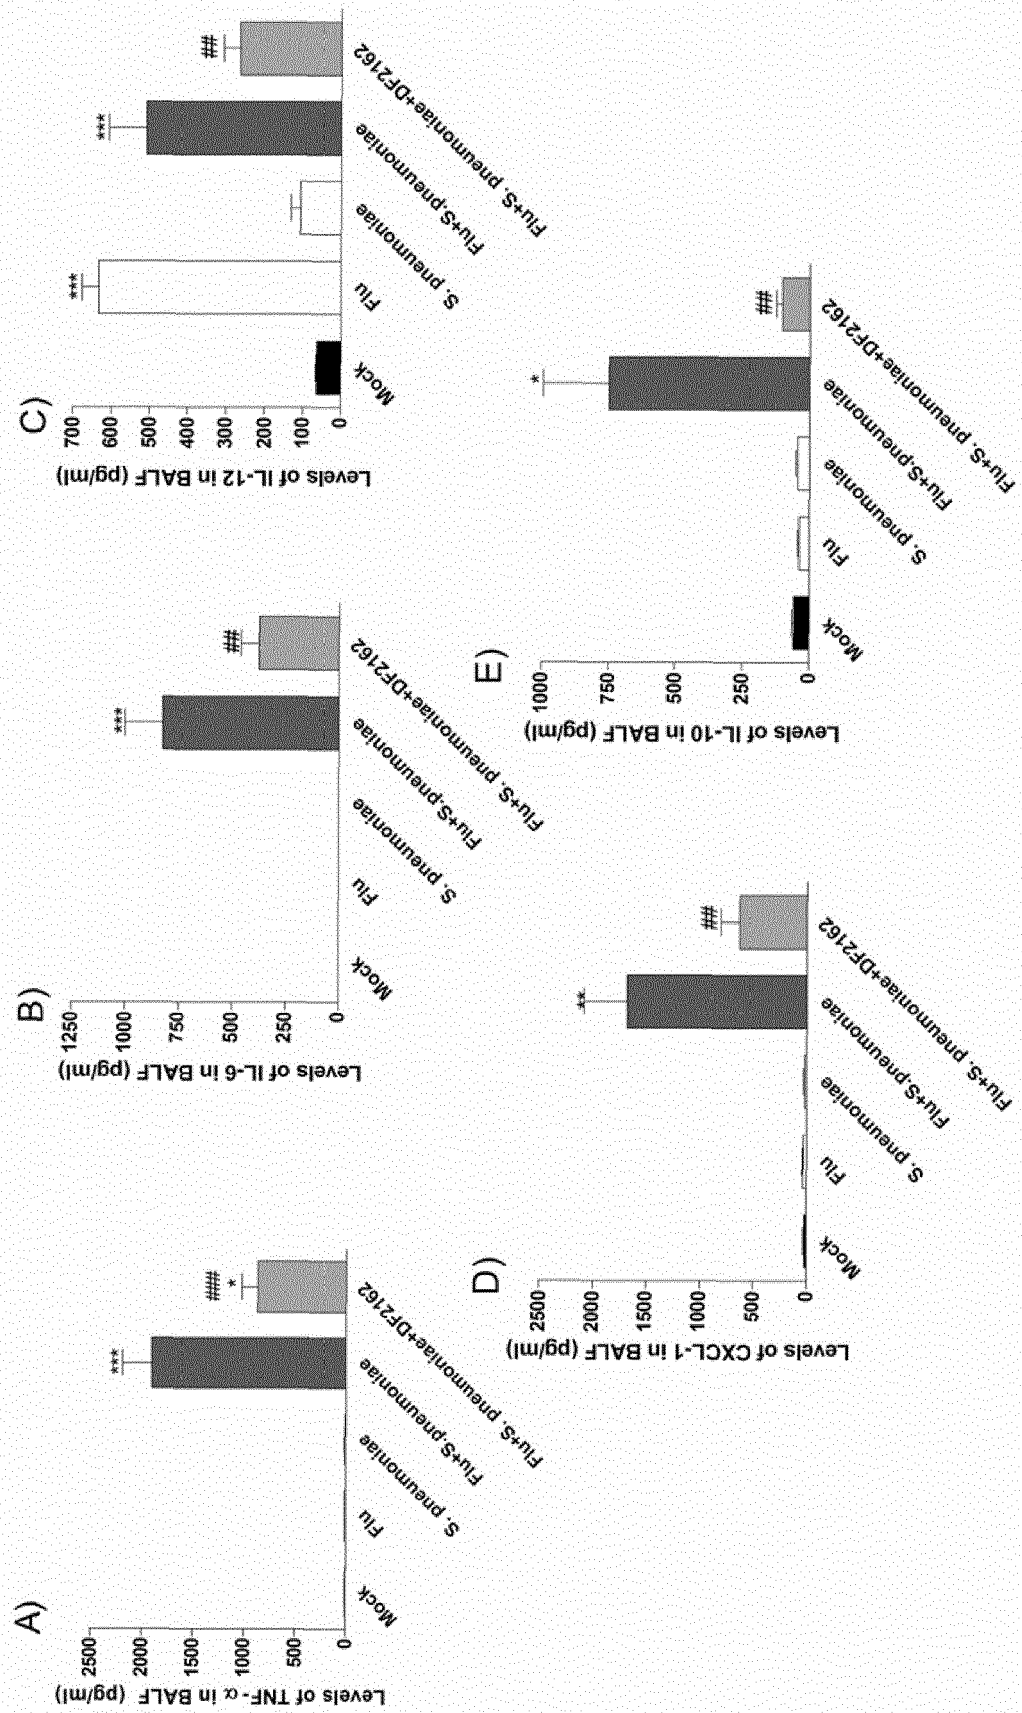 A)
Levels of TNF-α in BALF (pg/ml)
2500
2000
1500
1000
500
0
***
###
*
Mock
Flu
S. pneumoniae
Flu+S.pneumoniae
Flu+S. pneumoniae+DF2162
B)
Levels of IL-6 in BALF (pg/ml)
1250
1000
750
500
250
0
***
##
Mock
Flu
S. pneumoniae
Flu+S.pneumoniae
Flu+S. pneumoniae+DF2162
C)
Levels of IL-12 in BALF (pg/ml)
700
600
500
400
300
200
100
0
***
***
##
Mock
Flu
S. pneumoniae
Flu+S.pneumoniae
Flu+S. pneumoniae+DF2162
D)
Levels of CXCL-1 in BALF (pg/ml)
2500
2000
1500
1000
500
0
**
##
Mock
Flu
S. pneumoniae
Flu+S.pneumoniae
Flu+S. pneumoniae+DF2162
E)
Levels of IL-10 in BALF (pg/ml)
1000
750
500
250
0
*
##
Mock
Flu
S. pneumoniae
Flu+S.pneumoniae
Flu+S. pneumoniae+DF2162